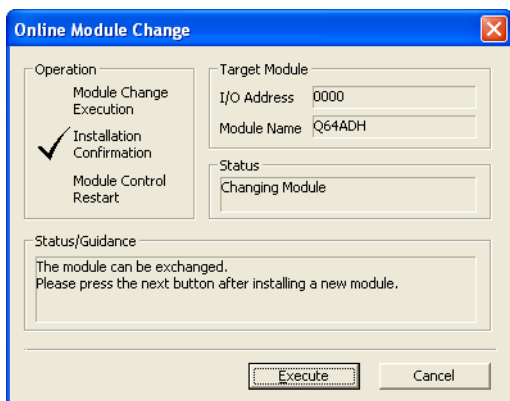 Online Module Change
Operation
Module Change
Execution
Installation
Confirmation
Module Control
Restart
Target Module
I/O Address 0000
Module Name Q64ADH
Status
Changing Module
Status/Guidance
The module can be exchanged.
Please press the next button after installing a new module.
Execute
Cancel